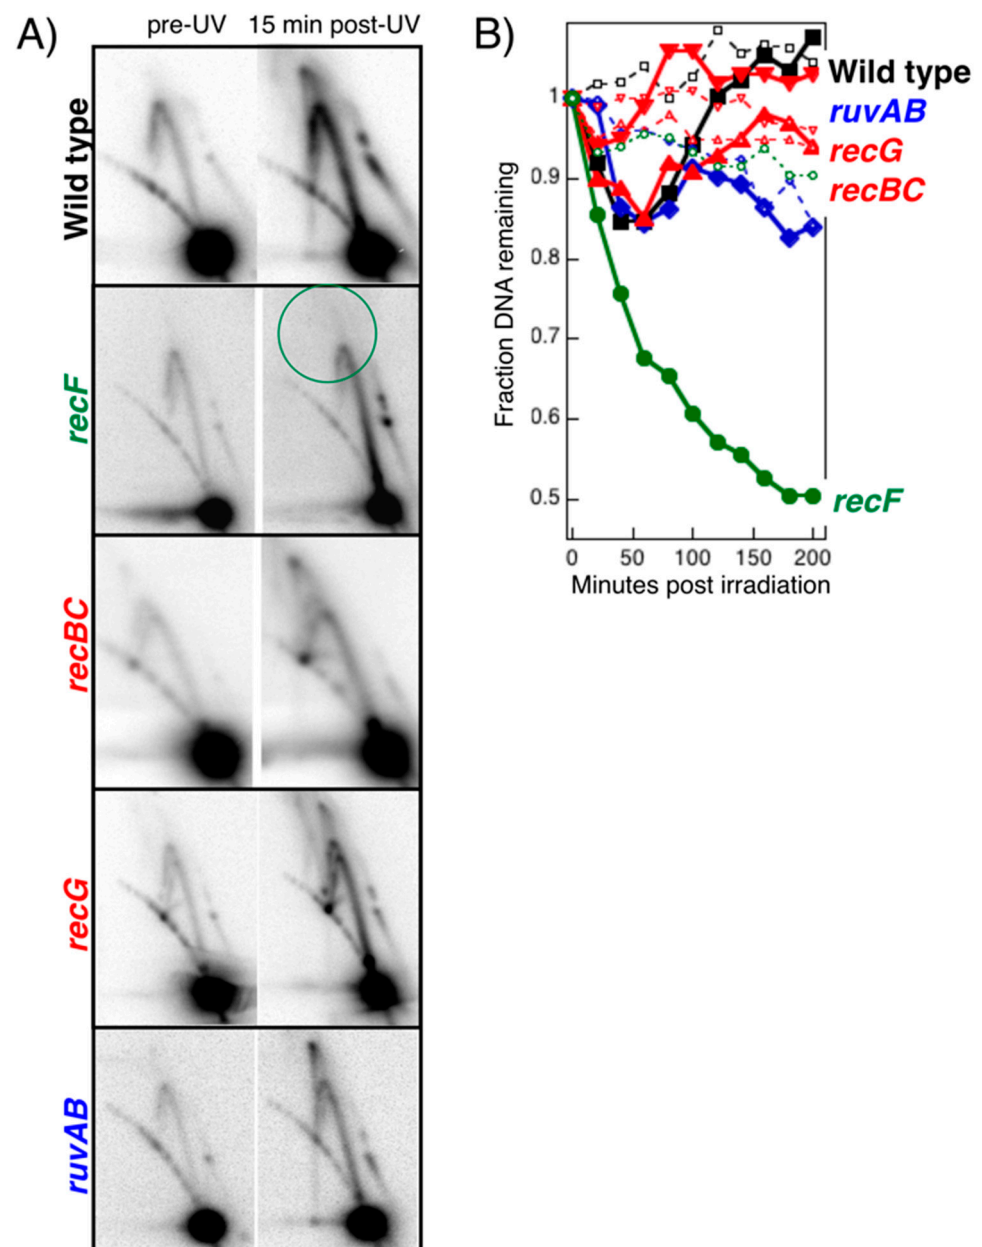 A)
pre-UV 15 min post-UV
Wild type
recF
recBC
recG
ruvAB
B)
Fraction DNA remaining
1
0.9
0.8
0.7
0.6
0.5
0 50 100 150 200
Minutes post irradiation
Wild type
ruvAB
recG
recBC
recF